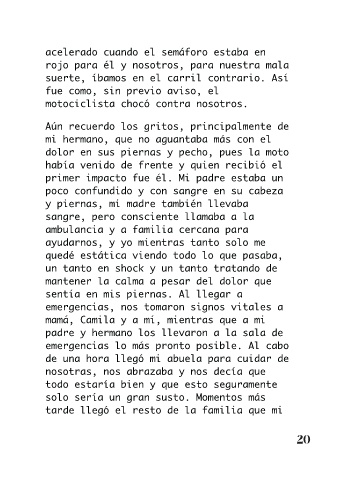 acelerado cuando el semáforo estaba en
rojo para él y nosotros, para nuestra mala
suerte, íbamos en el carril contrario. Así
fue como, sin previo aviso, el
motociclista chocó contra nosotros.
Aún recuerdo los gritos, principalmente de
mi hermano, que no aguantaba más con el
dolor en sus piernas y pecho, pues la moto
había venido de frente y quien recibió el
primer impacto fue él. Mi padre estaba un
poco confundido y con sangre en su cabeza
y piernas, mi madre también llevaba
sangre, pero consciente llamaba a la
ambulancia y a familia cercana para
ayudarnos, y yo mientras tanto solo me
quedé estática viendo todo lo que pasaba,
un tanto en shock y un tanto tratando de
mantener la calma a pesar del dolor que
sentía en mis piernas. Al llegar a
emergencias, nos tomaron signos vitales a
mamá, Camila y a mí, mientras que a mi
padre y hermano los llevaron a la sala de
emergencias lo más pronto posible. Al cabo
de una hora llegó mi abuela para cuidar de
nosotras, nos abrazaba y nos decía que
todo estaría bien y que esto seguramente
solo sería un gran susto. Momentos más
tarde llegó el resto de la familia que mi
20